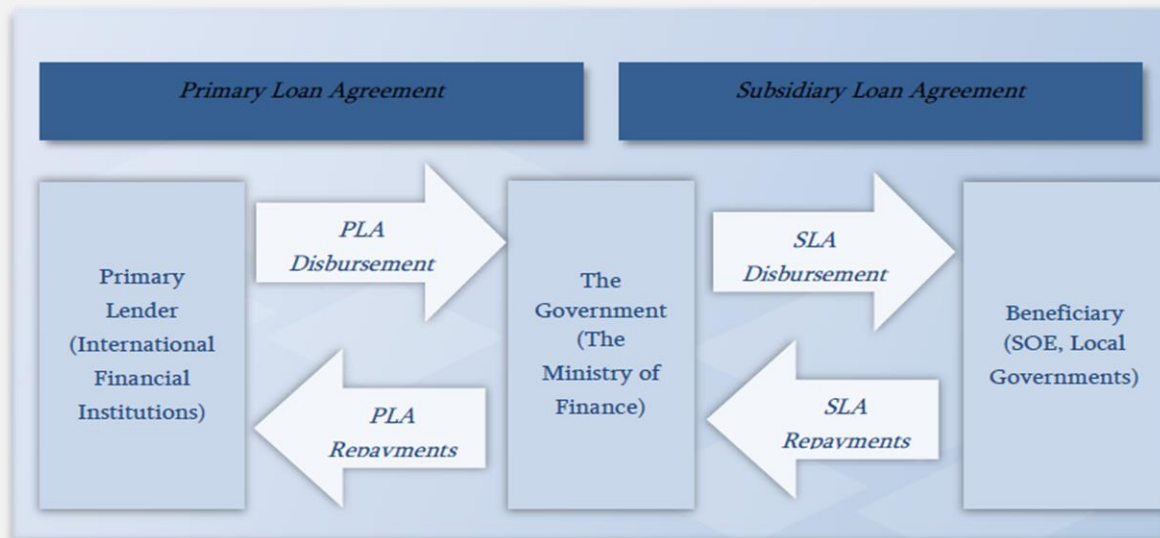 Primary Loan Agreement
Subsidiary Loan Agreement
Primary
Lender
(International
Financial
Institutions)
PLA
Disbursement
PLA
Repayments
The
Government
(The
Ministry of
Finance)
SLA
Disbursement
SLA
Repayments
Beneficiary
(SOE, Local
Governments)